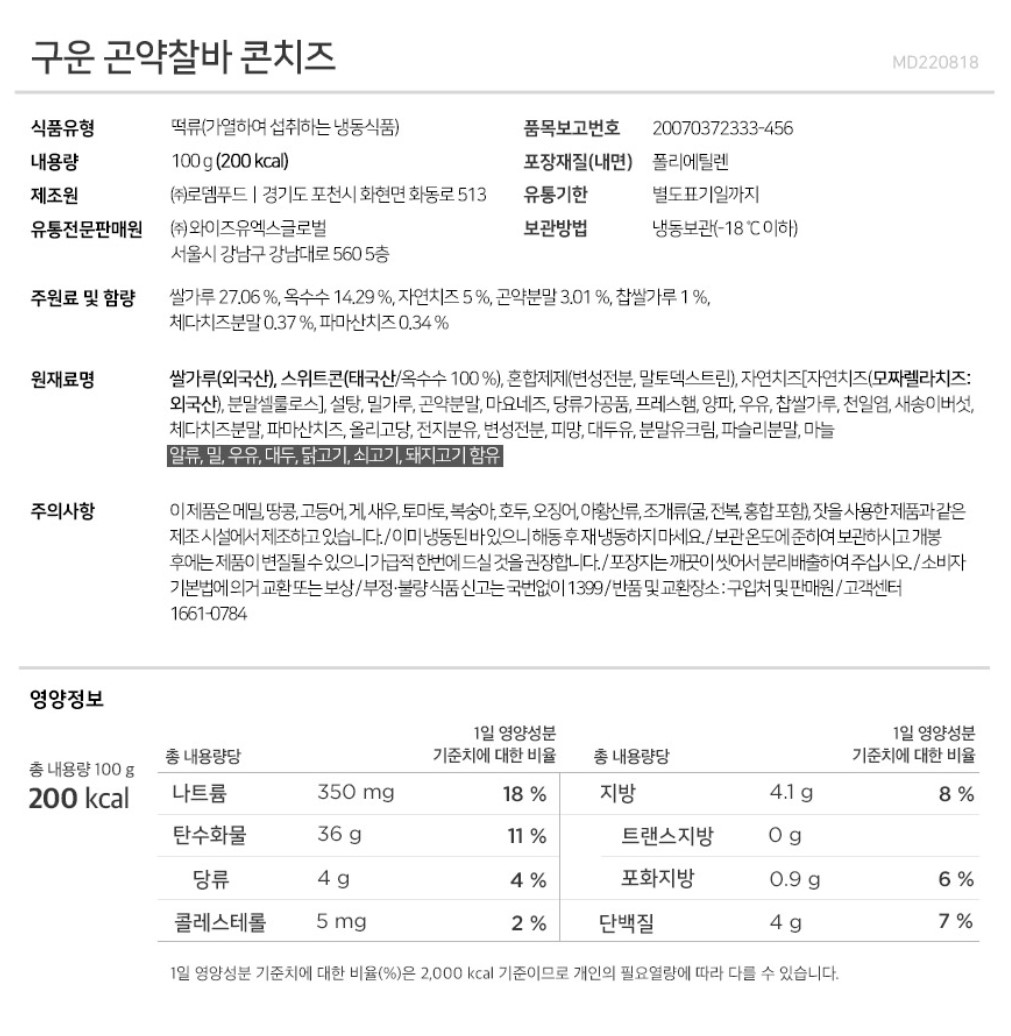 구운 곤약찰바 콘치즈
MD220818
식품유형 떡류(가열하여 섭취하는 냉동식품)
품목보고번호 20070372333-456
내용량 100 g (200 kcal)
포장재질(내면) 폴리에틸렌
제조원 ㈜로뎀푸드 | 경기도 포천시 화현면 화동로 513
유통기한 별도표기일까지
유통전문판매원 ㈜와이즈유엑스글로벌
서울시 강남구 강남대로 560 5층
보관방법 냉동보관(-18 ℃ 이하)
주원료 및 함량 쌀가루 27.06 %, 옥수수 14.29 %, 자연치즈 5 %, 곤약분말 3.01 %, 찹쌀가루 1 %,
체다치즈분말 0.37 %, 파마산치즈 0.34 %
원재료명 쌀가루(외국산), 스위트콘(태국산/옥수수 100 %), 혼합제제(변성전분, 말토덱스트린), 자연치즈[자연치즈(모짜렐라치즈:
외국산), 분말셀룰로스], 설탕, 밀가루, 곤약분말, 마요네즈, 당류가공품, 프레스햄, 양파, 우유, 찹쌀가루, 천일염, 새송이버섯,
체다치즈분말, 파마산치즈, 올리고당, 전지분유, 변성전분, 피망, 대두유, 분말유크림, 파슬리분말, 마늘
알류, 밀, 우유, 대두, 닭고기, 쇠고기, 돼지고기 함유
주의사항 이 제품은 메밀, 땅콩, 고등어, 게, 새우, 토마토, 복숭아, 호두, 오징어, 아황산류, 조개류(굴, 전복, 홍합 포함), 잣을 사용한 제품과 같은
제조 시설에서 제조하고 있습니다. / 이미 냉동된 바 있으니 해동 후 재 냉동하지 마세요. / 보관 온도에 준하여 보관하시고 개봉
후에는 제품이 변질될 수 있으니 가급적 한번에 드실 것을 권장합니다. / 포장지는 깨끗이 씻어서 분리배출하여 주십시오. / 소비자
기본법에 의거 교환 또는 보상 / 부정·불량 식품 신고는 국번없이 1399 / 반품 및 교환장소 : 구입처 및 판매원 / 고객센터
1661-0784
영양정보
총 내용량 100 g
200 kcal
총 내용량당 1일 영양성분 기준치에 대한 비율
나트륨 350 mg 18 %
탄수화물 36 g 11 %
당류 4 g 4 %
콜레스테롤 5 mg 2 %
총 내용량당 1일 영양성분 기준치에 대한 비율
지방 4.1 g 8 %
트랜스지방 0 g
포화지방 0.9 g 6 %
단백질 4 g 7 %
1일 영양성분 기준치에 대한 비율(%)은 2,000 kcal 기준이므로 개인의 필요열량에 따라 다를 수 있습니다.